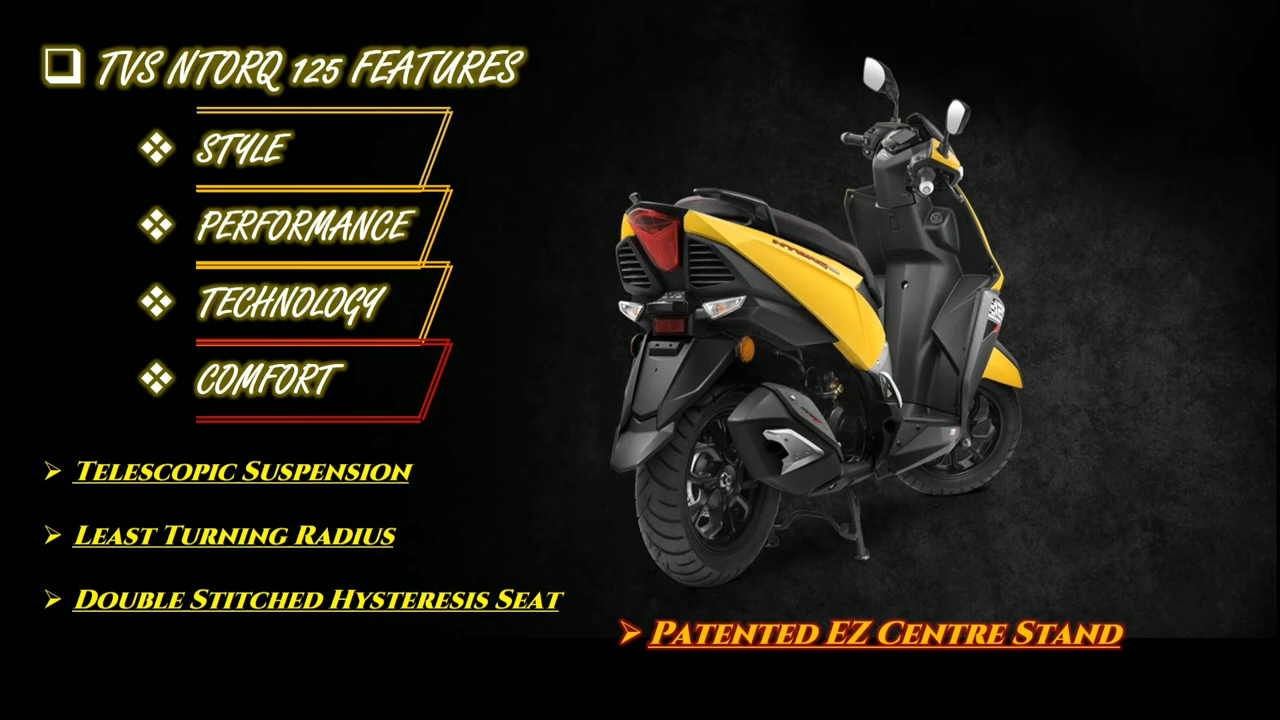 TVS NTORQ 125 FEATURES
STYLE
PERFORMANCE
TECHNOLOGY
COMFORT
TELESCOPIC SUSPENSION
LEAST TURNING RADIUS
DOUBLE STITCHED HYSTERESIS SEAT
PATENTED EZ CENTRE STAND